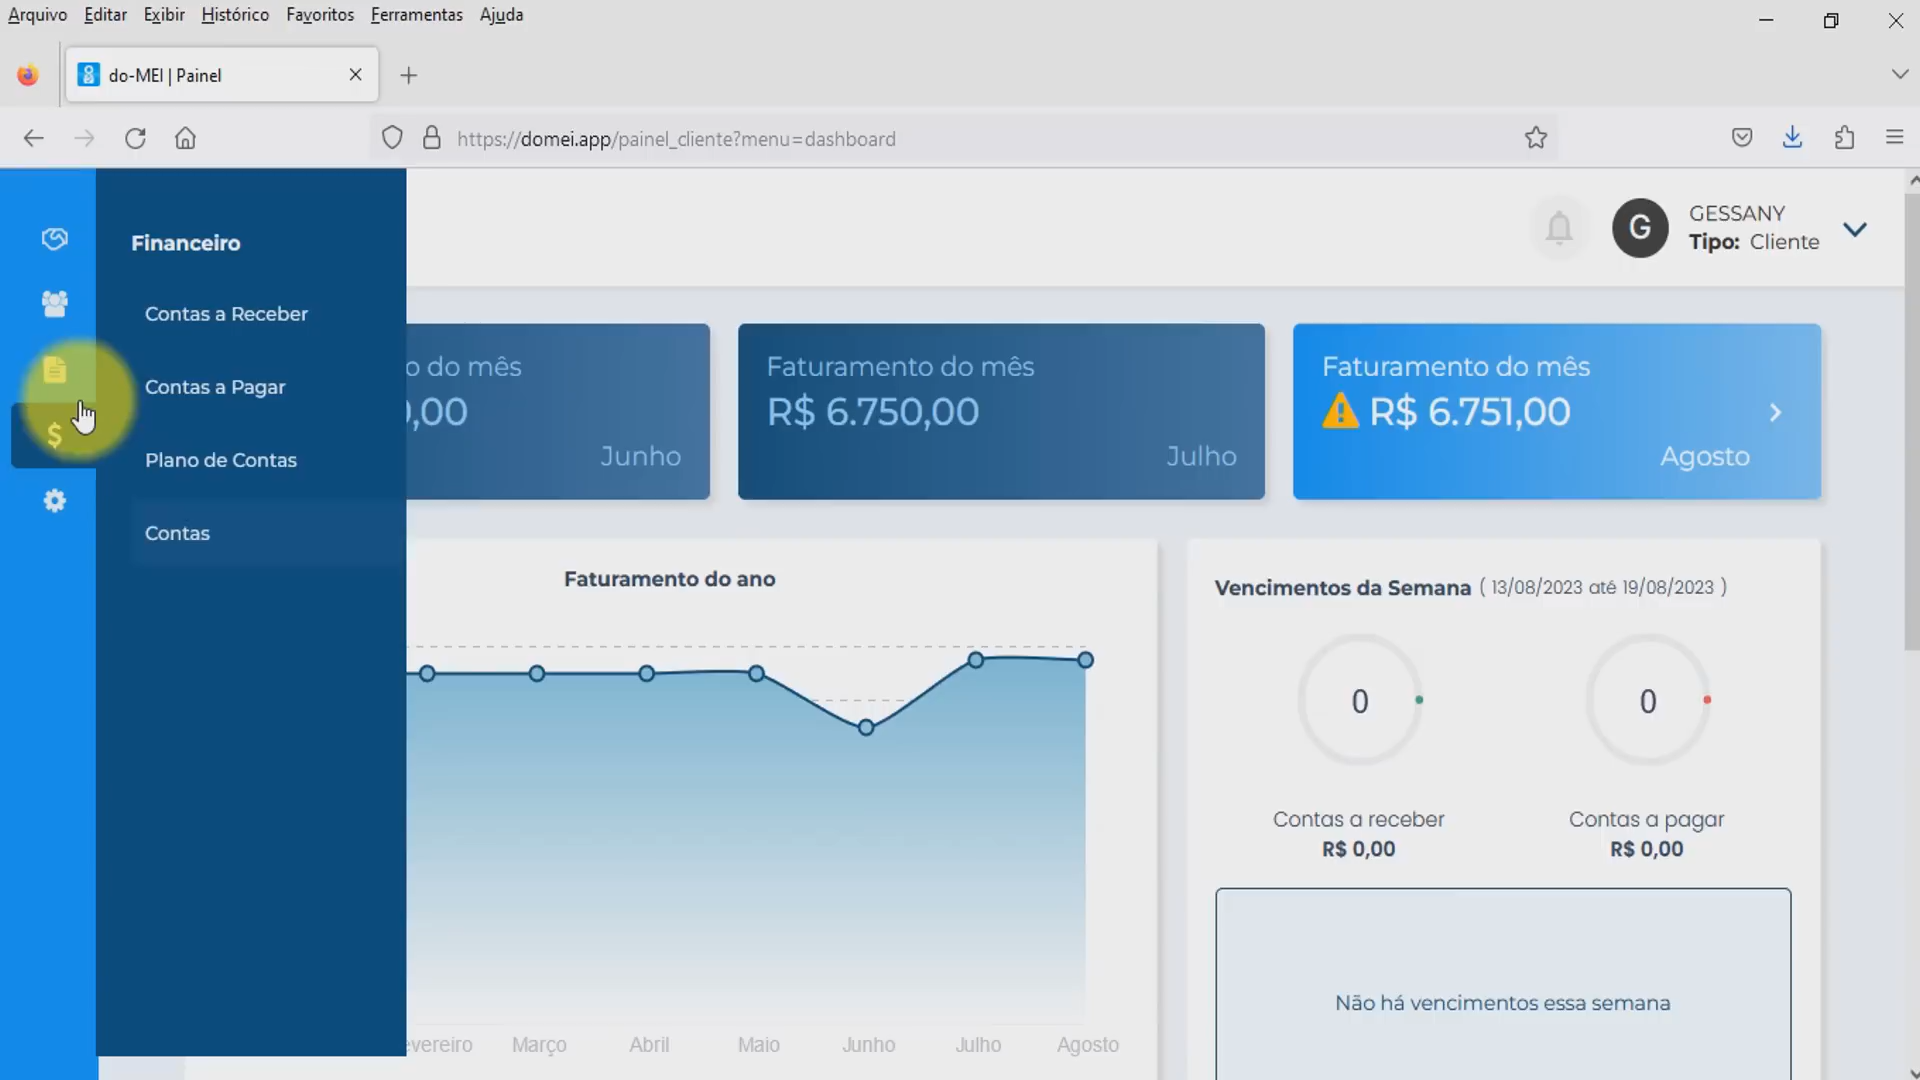 Arquivo Editar Exibir Histórico Favoritos Ferramentas Ajuda
do-MEI | Painel
https://domei.app/painel_cliente?menu=dashboard
GESSANY
Tipo: Cliente
G
Financeiro
Contas a Receber
Contas a Pagar
Plano de Contas
Contas
$
o do mês
0,00
Junho
Faturamento do mês
R$ 6.750,00
Julho
Faturamento do mês
R$ 6.751,00
Agosto
Faturamento do ano
evereiro Março Abril Maio Junho Julho Agosto
Vencimentos da Semana ( 13/08/2023 até 19/08/2023 )
0 0
Contas a receber Contas a pagar
R$ 0,00 R$ 0,00
Não há vencimentos essa semana